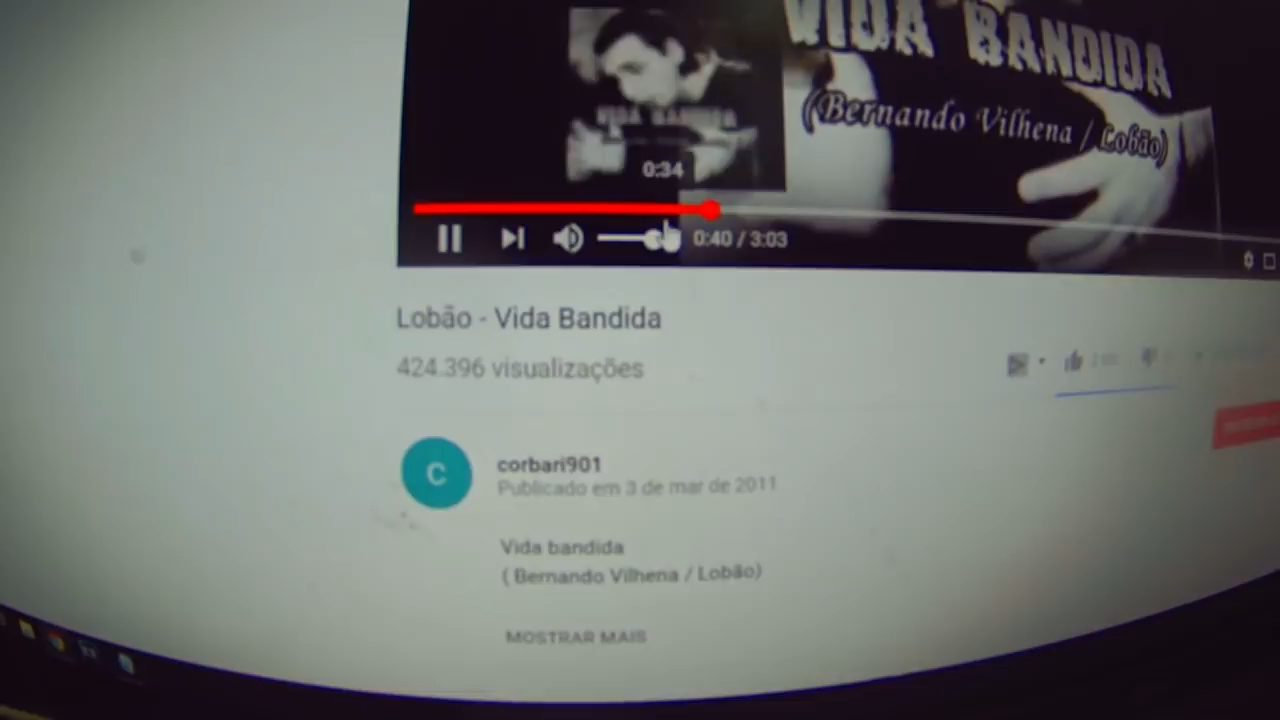 VIDA BANDIDA
(Bernando Vilhena / Lobão)
VIDA BANDIDA
0:34
0:40 / 3:03
Lobão - Vida Bandida
424.396 visualizações
C
corbari901
Publicado em 3 de mar de 2011
Vida bandida
( Bernando Vilhena / Lobão)
MOSTRAR MAIS